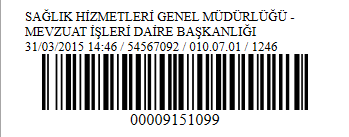 SAĞLIK HİZMETLERİ GENEL MÜDÜRLÜĞÜ -
MEVZUAT İŞLERİ DAİRE BAŞKANLIĞI
31/03/2015 14:46 / 54567092 / 010.07.01 / 1246
00009151099